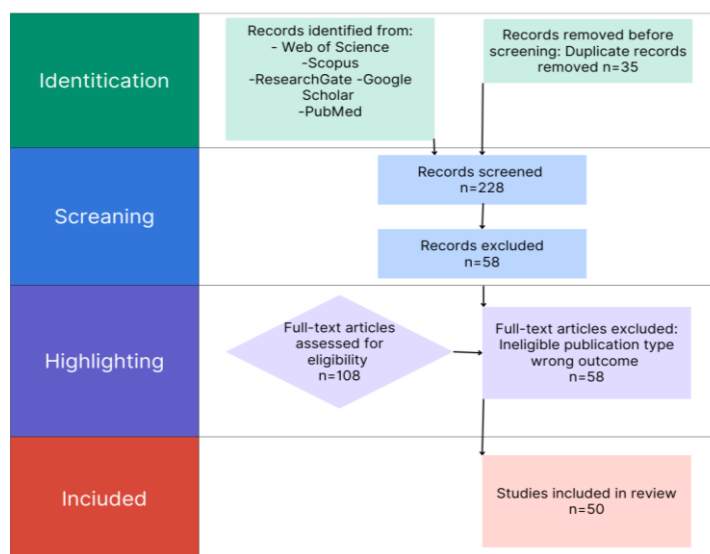 Identitication
Records identified from:
- Web of Science
-Scopus
-ResearchGate -Google
Scholar
-PubMed
Records removed before
screening: Duplicate records
removed n=35
Screaning
Records screened
n=228
Records excluded
n=58
Highlighting
Full-text articles
assessed for
eligibility
n=108
Full-text articles excluded:
Ineligible publication type
wrong outcome
n=58
Inciuded
Studies included in review
n=50